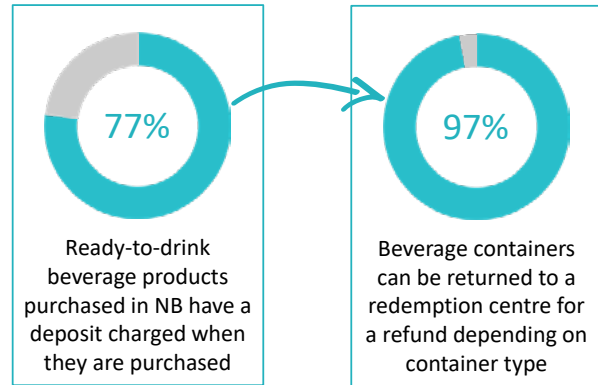 77%
Ready-to-drink
beverage products
purchased in NB have a
deposit charged when
they are purchased
97%
Beverage containers
can be returned to a
redemption centre for
a refund depending on
container type